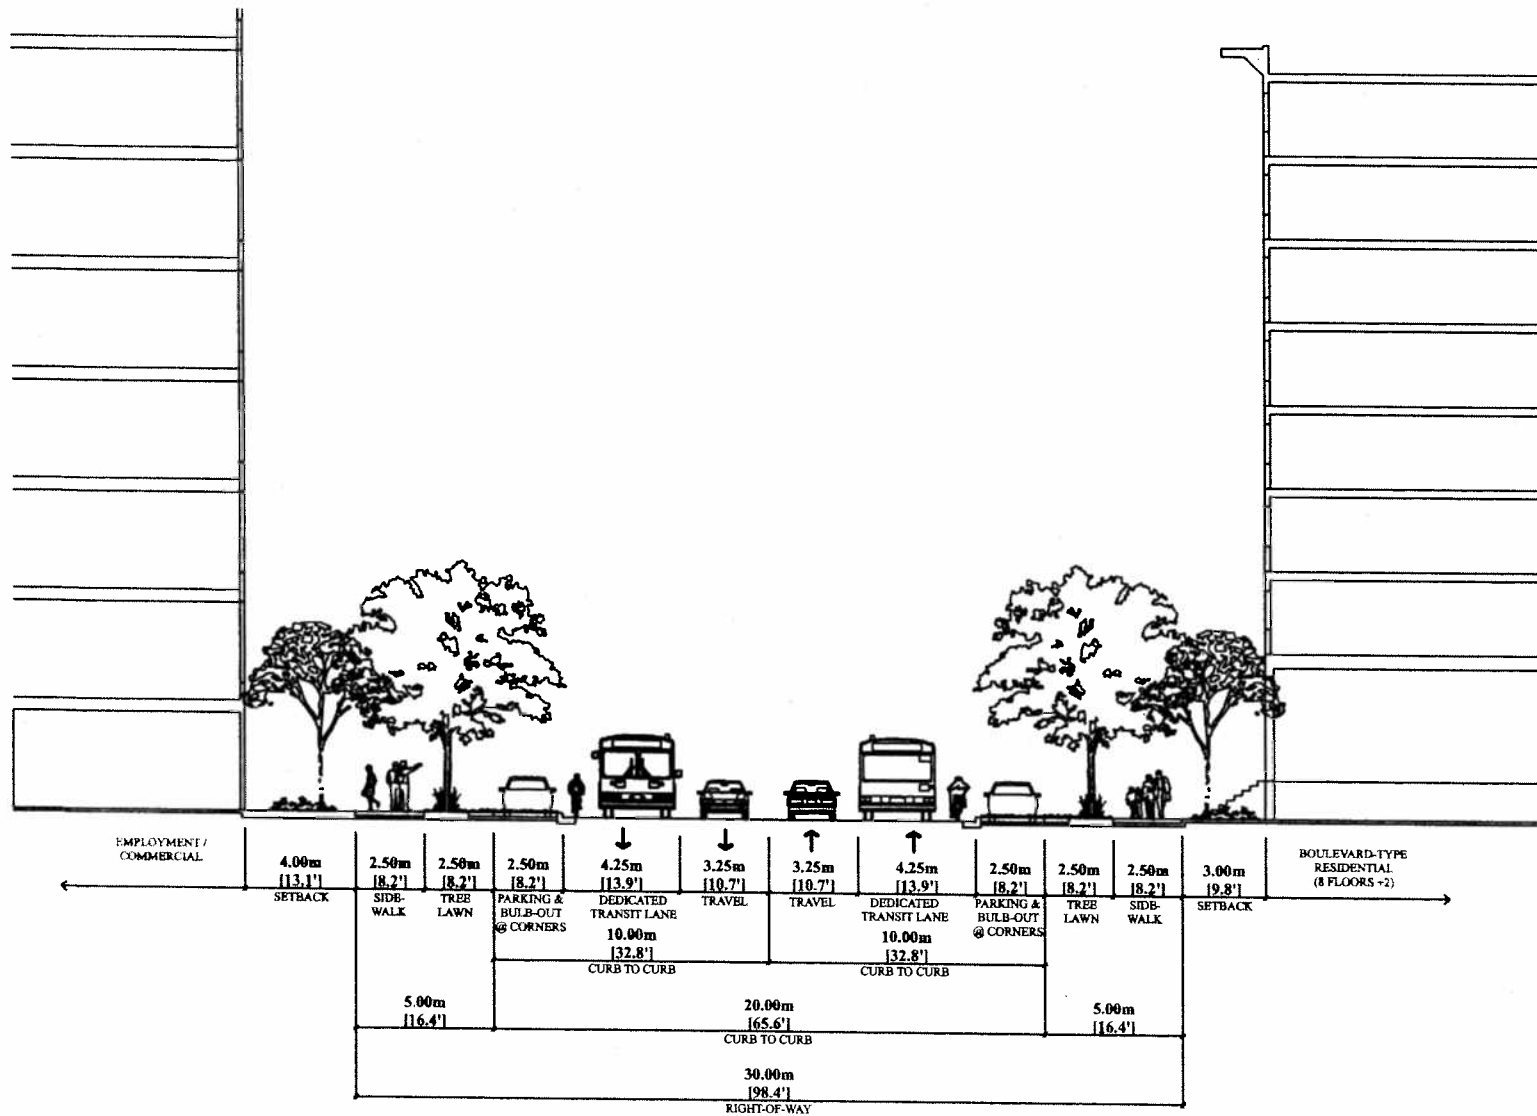 EMPLOYMENT /
COMMERCIAL
4.00m
[13.1']
SETBACK
2.50m
[8.2']
SIDE-
WALK
2.50m
[8.2']
TREE
LAWN
2.50m
[8.2']
PARKING &
BULB-OUT
@ CORNERS
4.25m
[13.9']
DEDICATED
TRANSIT LANE
3.25m
[10.7']
TRAVEL
3.25m
[10.7']
TRAVEL
4.25m
[13.9']
DEDICATED
TRANSIT LANE
2.50m
[8.2']
PARKING &
BULB-OUT
@ CORNERS
2.50m
[8.2']
TREE
LAWN
2.50m
[8.2']
SIDE-
WALK
3.00m
[9.8']
SETBACK
BOULEVARD-TYPE
RESIDENTIAL
(8 FLOORS +2)
10.00m
[32.8']
CURB TO CURB
10.00m
[32.8']
CURB TO CURB
5.00m
[16.4']
20.00m
[65.6']
CURB TO CURB
5.00m
[16.4']
30.00m
[98.4']
RIGHT-OF-WAY